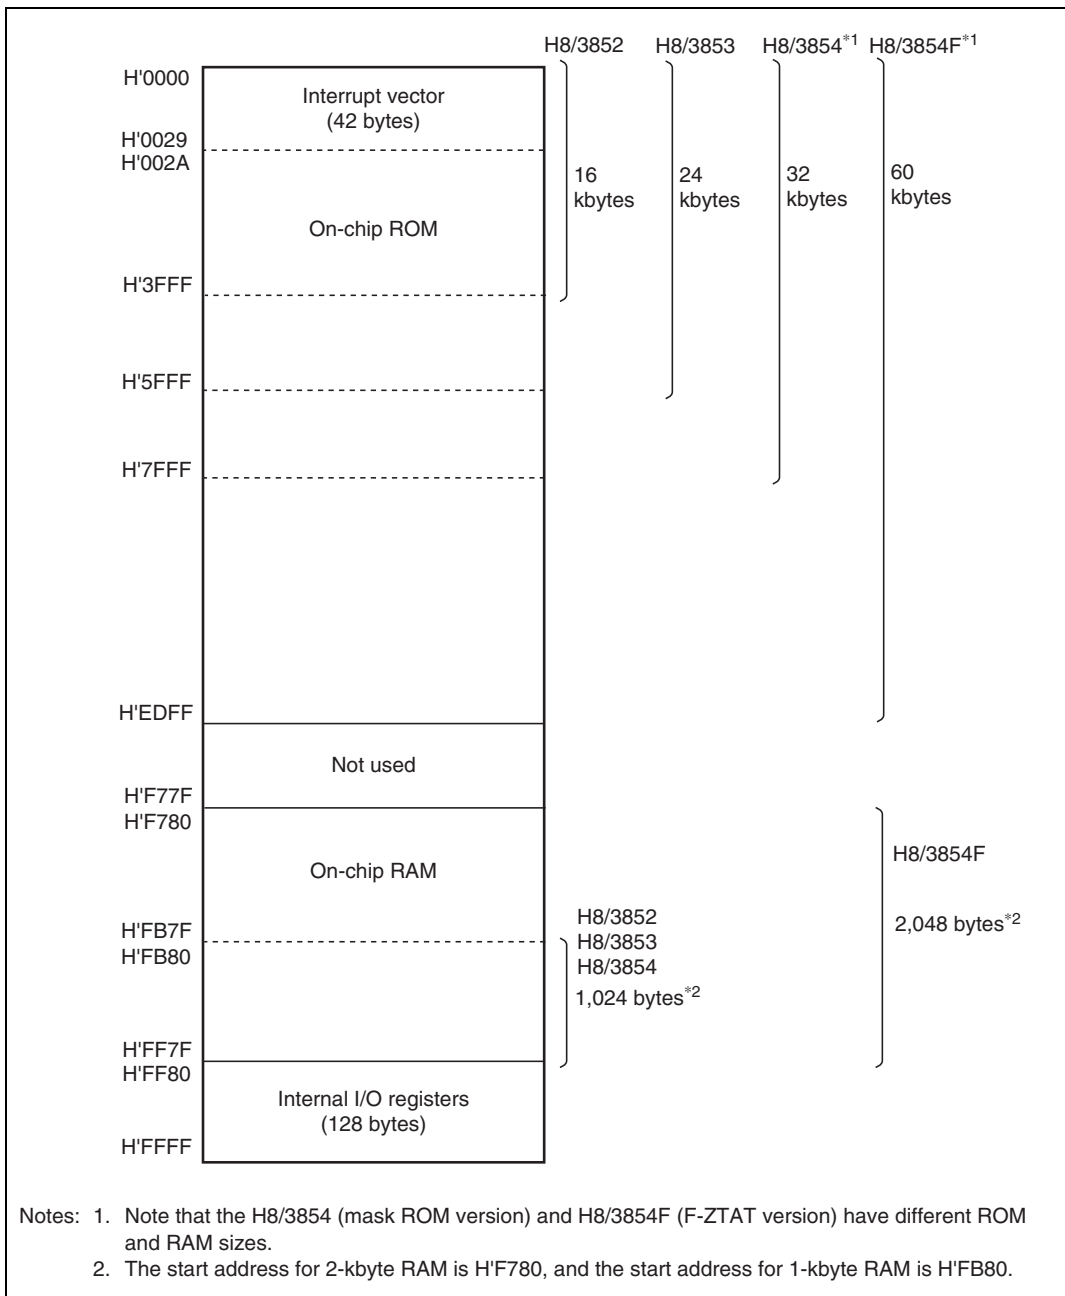 H8/3852 H8/3853 H8/3854*1 H8/3854F*1
H'0000
Interrupt vector
(42 bytes)
H'0029
H'002A
16
kbytes
24
kbytes
32
kbytes
60
kbytes
On-chip ROM
H'3FFF
H'5FFF
H'7FFF
H'EDFF
Not used
H'F77F
H'F780
On-chip RAM
H8/3854F
2,048 bytes*2
H'FB7F
H'FB80
H8/3852
H8/3853
H8/3854
1,024 bytes*2
H'FF7F
H'FF80
Internal I/O registers
(128 bytes)
H'FFFF
Notes: 1. Note that the H8/3854 (mask ROM version) and H8/3854F (F-ZTAT version) have different ROM
and RAM sizes.
2. The start address for 2-kbyte RAM is H'F780, and the start address for 1-kbyte RAM is H'FB80.